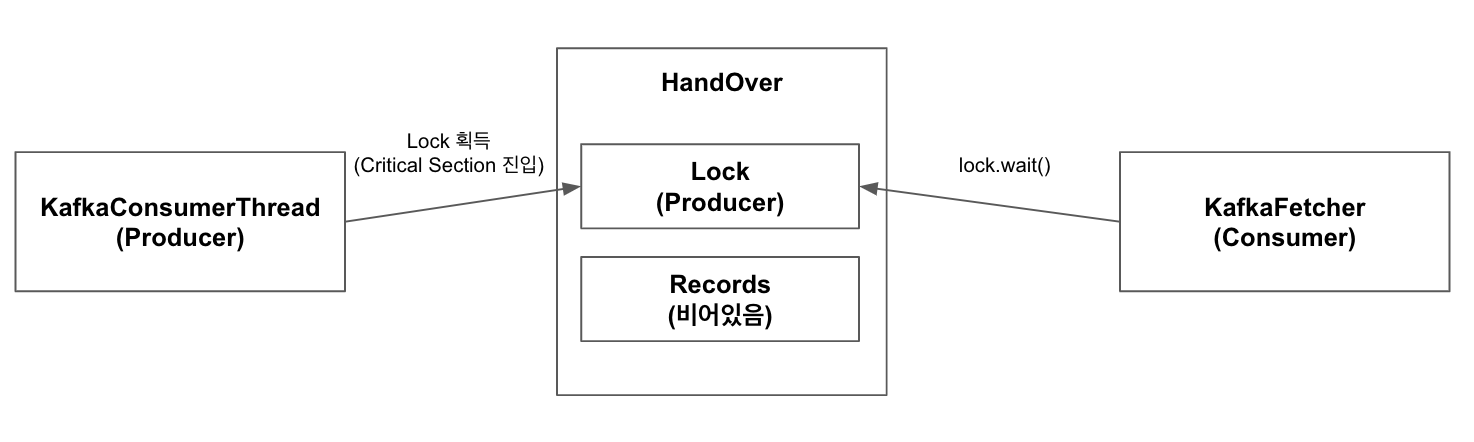 HandOver
Lock 획득
(Critical Section 진입)
KafkaConsumerThread
(Producer)
Lock
(Producer)
Records
(비어있음)
lock.wait()
KafkaFetcher
(Consumer)